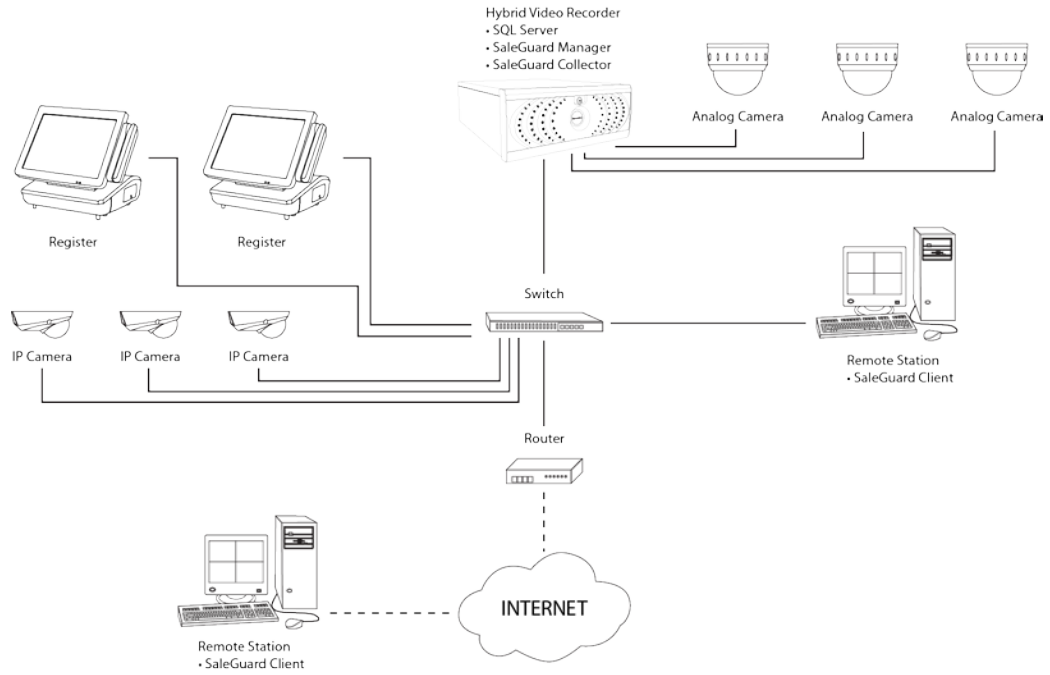 Hybrid Video Recorder
• SQL Server
• SaleGuard Manager
• SaleGuard Collector
Analog Camera
Analog Camera
Analog Camera
Register
Register
Switch
IP Camera
IP Camera
IP Camera
Remote Station
• SaleGuard Client
Router
INTERNET
Remote Station
• SaleGuard Client